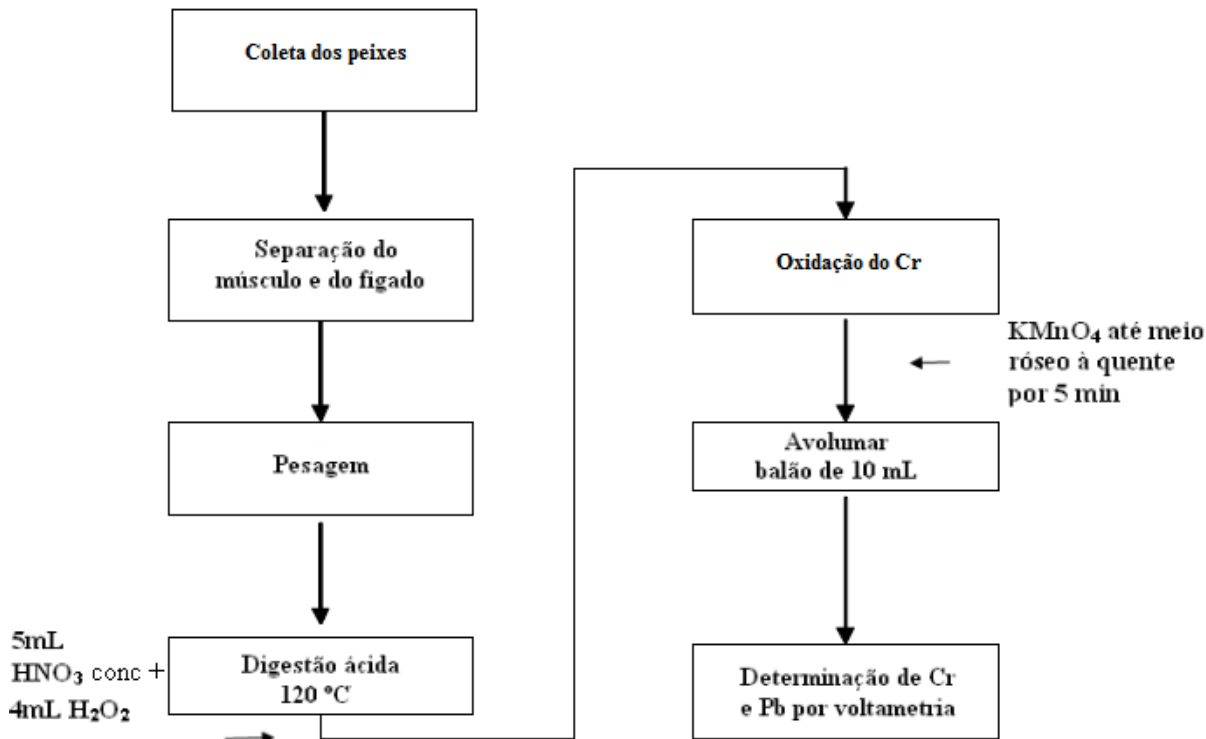 Coleta dos peixes
Separação do
músculo e do fígado
Pesagem
5mL
HNO₃ conc +
4mL H₂O₂
Digestão ácida
120 ºC
Oxidação do Cr
KMnO₄ até meio
róseo à quente
por 5 min
Avolumar
balão de 10 mL
Determinação de Cr
e Pb por voltametria